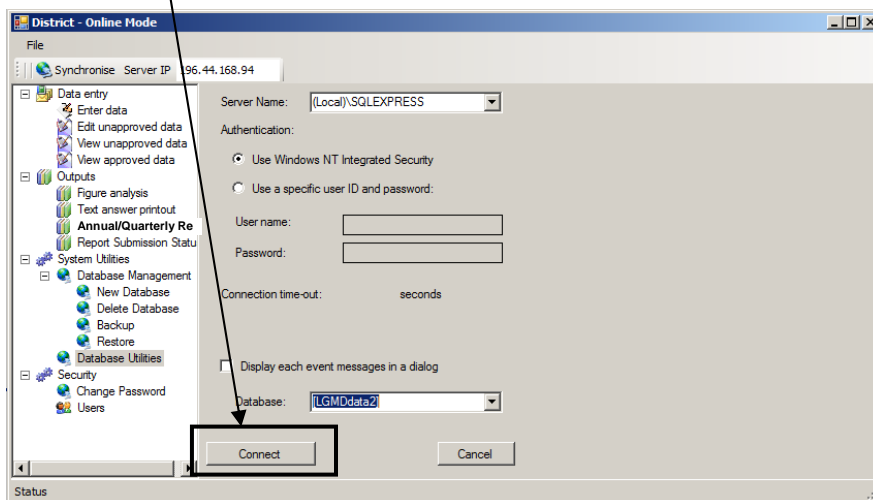 District - Online Mode
File
Synchronise Server IP 196.44.168.94
Data entry
Enter data
Edit unapproved data
View unapproved data
View approved data
Outputs
Figure analysis
Text answer printout
Annual/Quarterly Re
Report Submission Statu
System Utilities
Database Management
New Database
Delete Database
Backup
Restore
Database Utilities
Security
Change Password
Users
Server Name: (Local)\SQLEXPRESS
Authentication:
Use Windows NT Integrated Security
Use a specific user ID and password:
User name:
Password:
Connection time-out: seconds
Display each event messages in a dialog
Database: [LGMDdata2]
Connect Cancel
Status